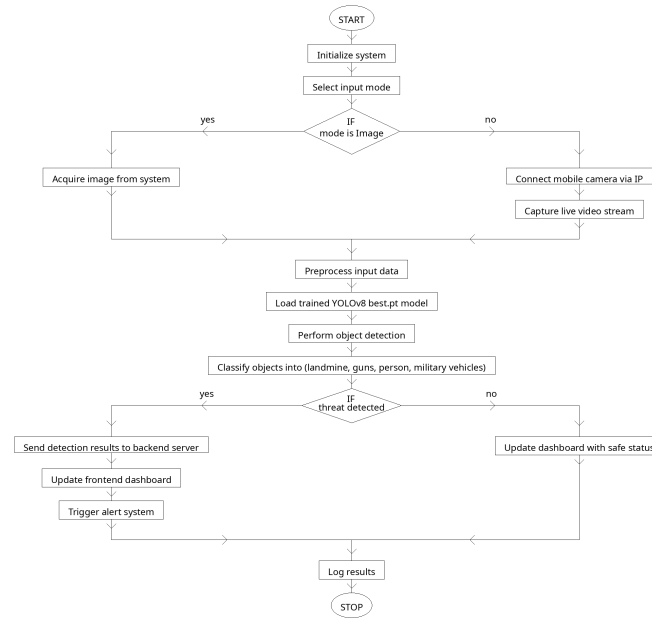 START
Initialize system
Select input mode
IF
mode is Image
yes
no
Acquire image from system
Connect mobile camera via IP
Capture live video stream
Preprocess input data
Load trained YOLOv8 best.pt model
Perform object detection
Classify objects into (landmine, guns, person, military vehicles)
IF
threat detected
yes
no
Send detection results to backend server
Update dashboard with safe status
Update frontend dashboard
Trigger alert system
Log results
STOP